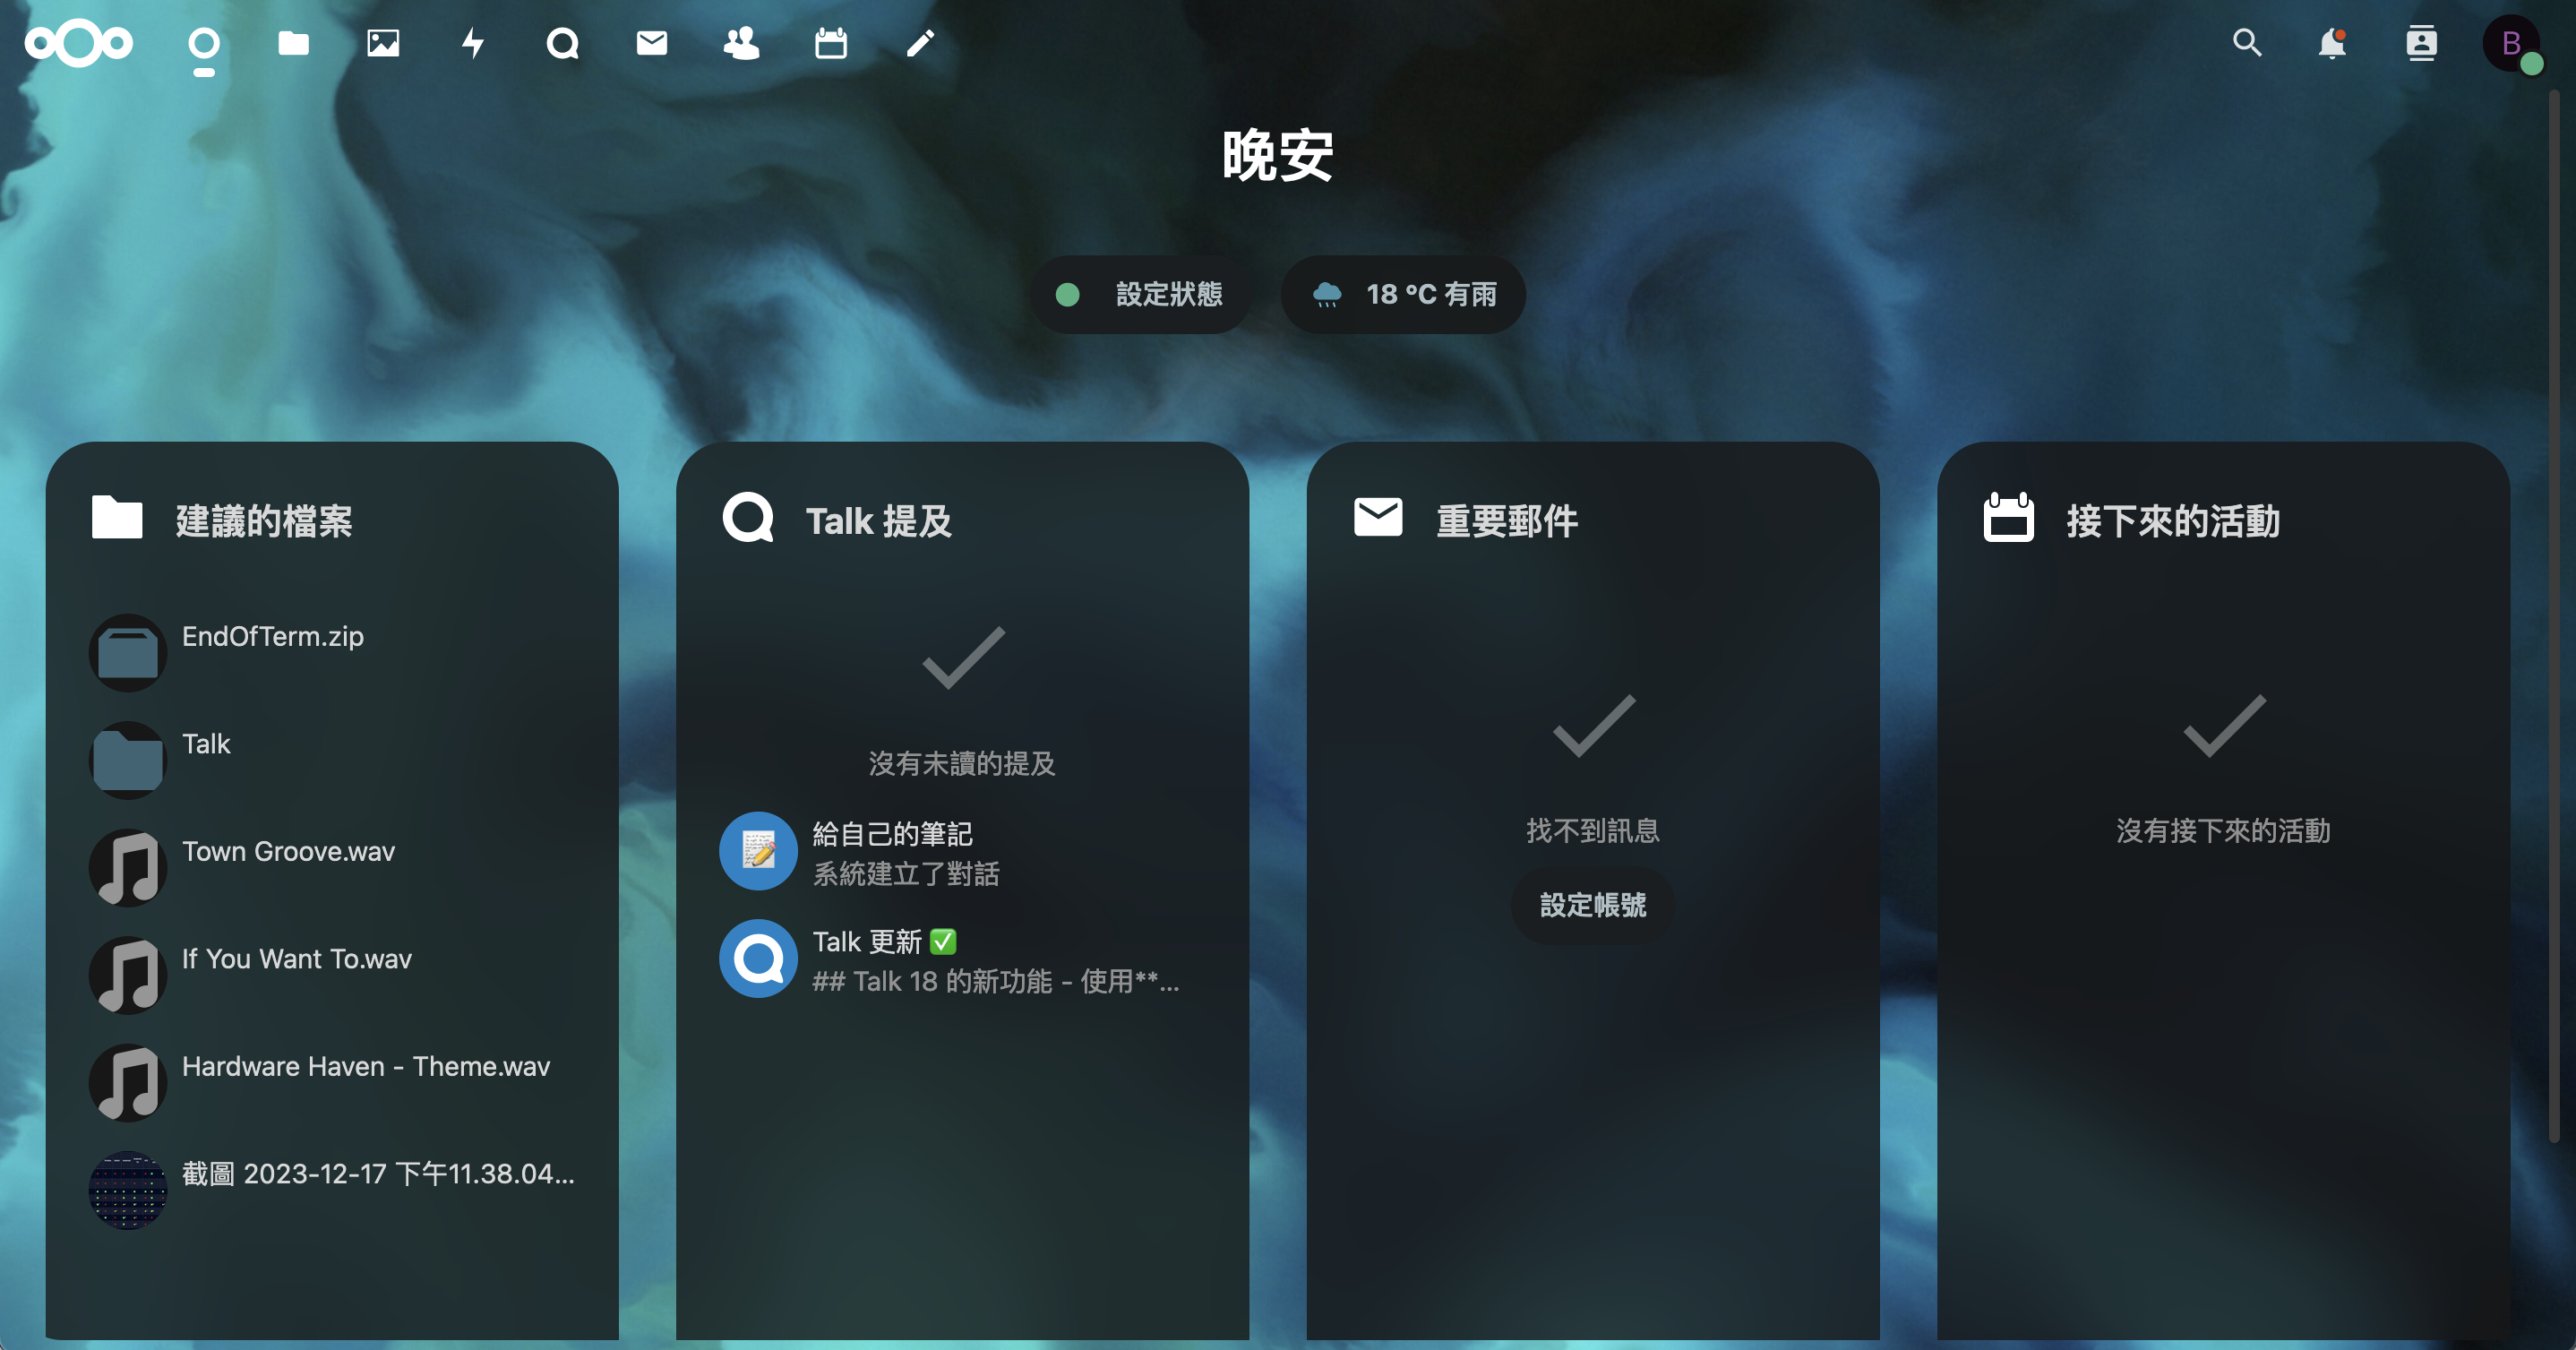 B
晚安
設定狀態
18 °C 有雨
建議的檔案
EndOfTerm.zip
Talk
Town Groove.wav
If You Want To.wav
Hardware Haven - Theme.wav
截圖 2023-12-17 下午11.38.04...
Talk 提及
沒有未讀的提及
給自己的筆記
系統建立了對話
Talk 更新 ✅
## Talk 18 的新功能 - 使用**...
重要郵件
找不到訊息
設定帳號
接下來的活動
沒有接下來的活動